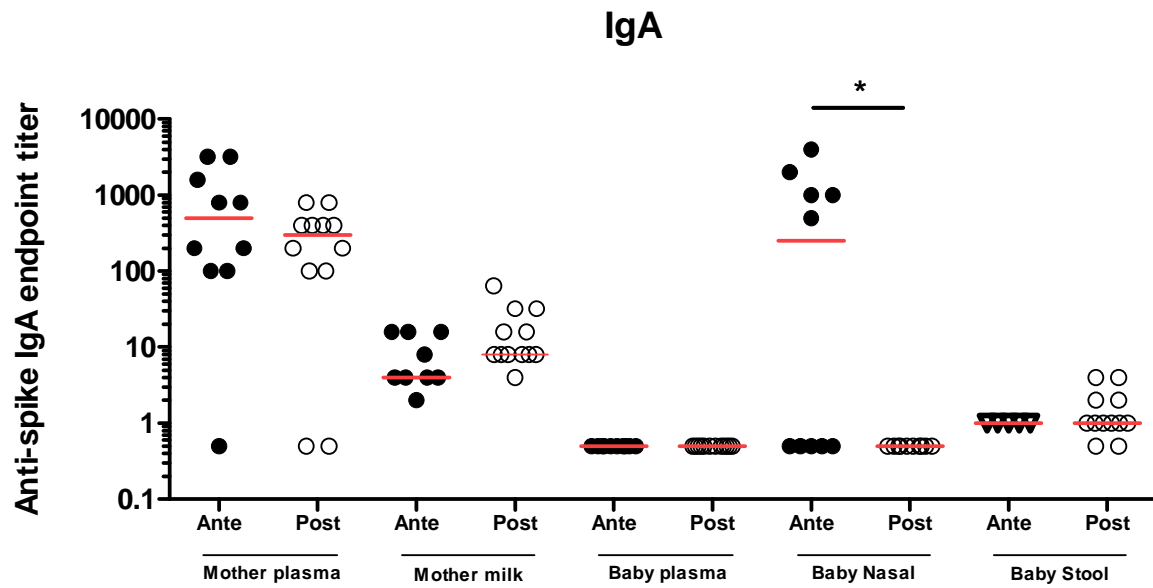 IgA
*
Anti-spike IgA endpoint titer
10000
1000
100
10
1
0.1
Ante Post Ante Post Ante Post Ante Post Ante Post
Mother plasma Mother milk Baby plasma Baby Nasal Baby Stool